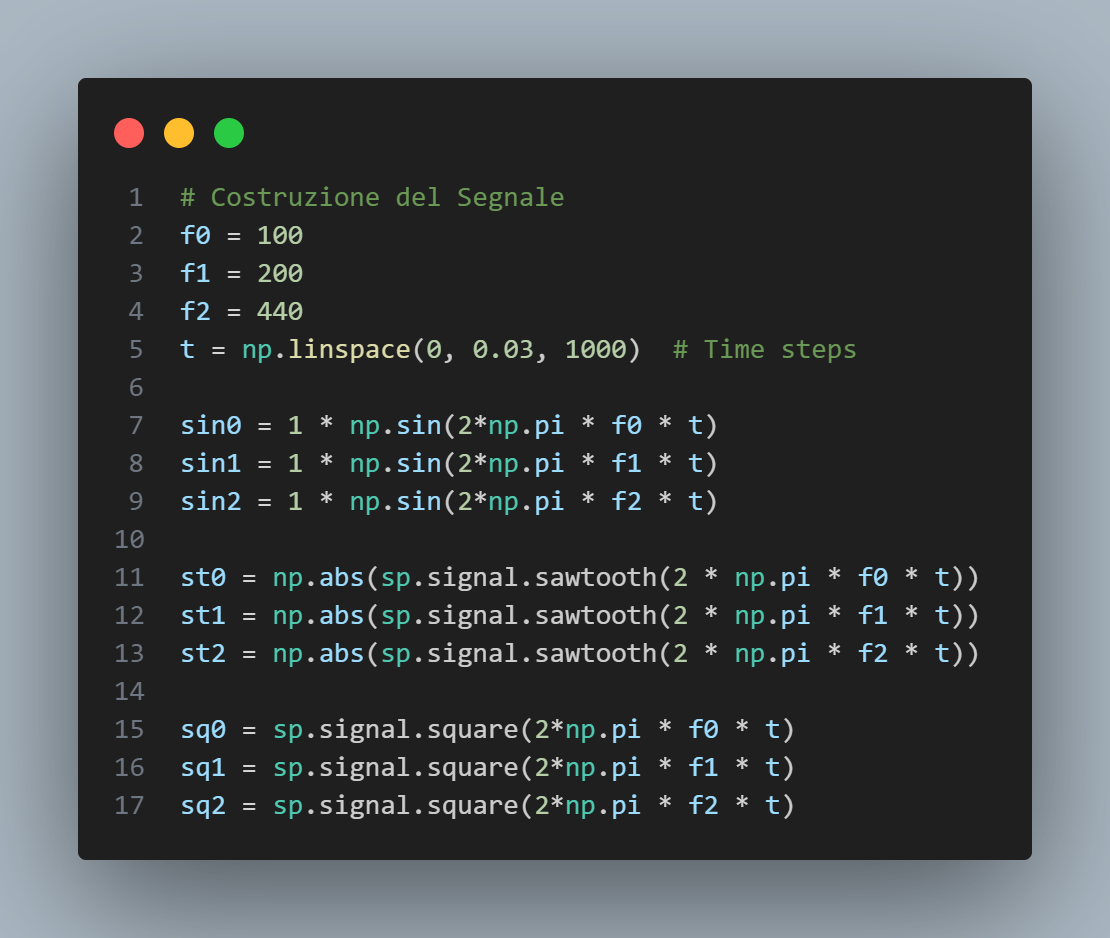 1 # Costruzione del Segnale
2 f0 = 100
3 f1 = 200
4 f2 = 440
5 t = np.linspace(0, 0.03, 1000)  # Time steps
6
7 sin0 = 1 * np.sin(2*np.pi * f0 * t)
8 sin1 = 1 * np.sin(2*np.pi * f1 * t)
9 sin2 = 1 * np.sin(2*np.pi * f2 * t)
10
11 st0 = np.abs(sp.signal.sawtooth(2 * np.pi * f0 * t))
12 st1 = np.abs(sp.signal.sawtooth(2 * np.pi * f1 * t))
13 st2 = np.abs(sp.signal.sawtooth(2 * np.pi * f2 * t))
14
15 sq0 = sp.signal.square(2*np.pi * f0 * t)
16 sq1 = sp.signal.square(2*np.pi * f1 * t)
17 sq2 = sp.signal.square(2*np.pi * f2 * t)